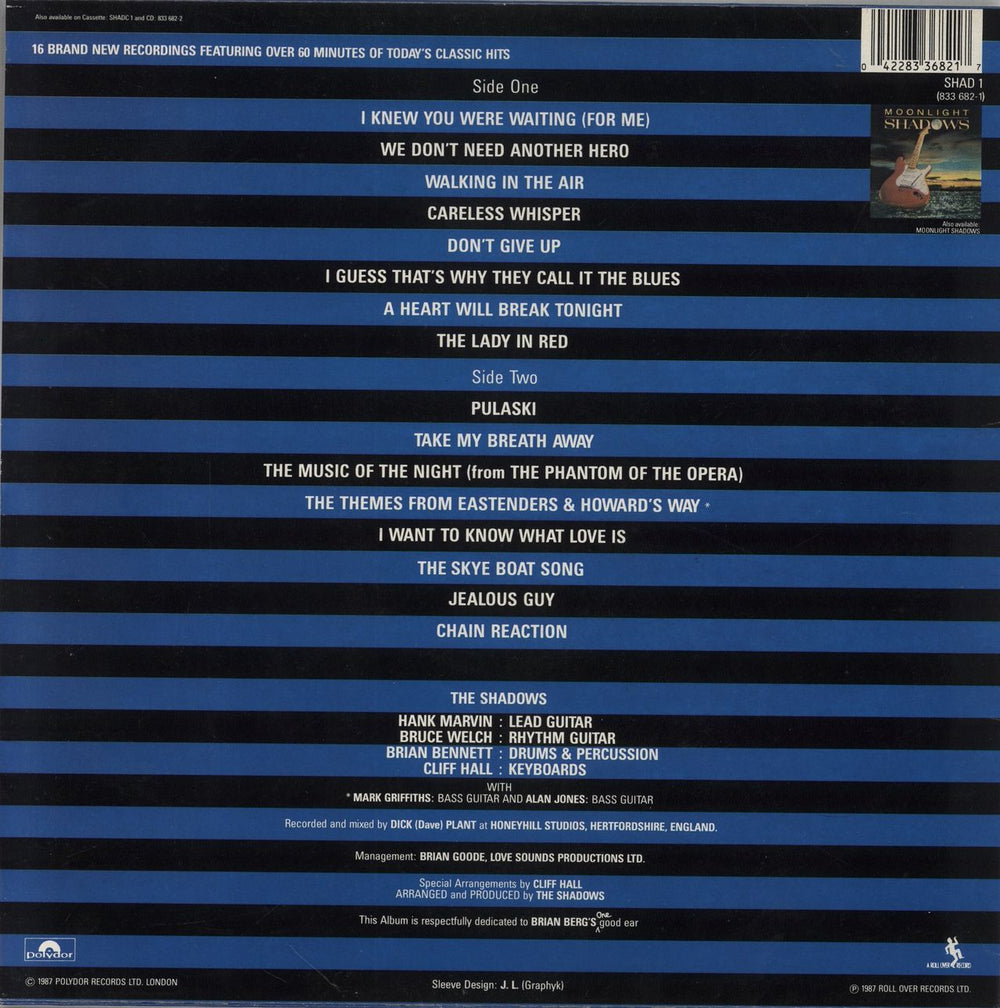 Also available on Cassette: SHADC 1 and CD: 833 682-2
16 BRAND NEW RECORDINGS FEATURING OVER 60 MINUTES OF TODAY'S CLASSIC HITS
0 42283 36821 7
SHAD 1
(833 682-1)
MOONLIGHT
SHADOWS
Also available:
MOONLIGHT SHADOWS
Side One
I KNEW YOU WERE WAITING (FOR ME)
WE DON'T NEED ANOTHER HERO
WALKING IN THE AIR
CARELESS WHISPER
DON'T GIVE UP
I GUESS THAT'S WHY THEY CALL IT THE BLUES
A HEART WILL BREAK TONIGHT
THE LADY IN RED
Side Two
PULASKI
TAKE MY BREATH AWAY
THE MUSIC OF THE NIGHT (from THE PHANTOM OF THE OPERA)
THE THEMES FROM EASTENDERS & HOWARD'S WAY *
I WANT TO KNOW WHAT LOVE IS
THE SKYE BOAT SONG
JEALOUS GUY
CHAIN REACTION
THE SHADOWS
HANK MARVIN : LEAD GUITAR
BRUCE WELCH : RHYTHM GUITAR
BRIAN BENNETT : DRUMS & PERCUSSION
CLIFF HALL : KEYBOARDS
WITH
* MARK GRIFFITHS: BASS GUITAR AND ALAN JONES: BASS GUITAR
Recorded and mixed by DICK (Dave) PLANT at HONEYHILL STUDIOS, HERTFORDSHIRE, ENGLAND.
Management: BRIAN GOODE, LOVE SOUNDS PRODUCTIONS LTD.
Special Arrangements by CLIFF HALL
ARRANGED and PRODUCED by THE SHADOWS
This Album is respectfully dedicated to BRIAN BERG'S One good ear
polydor
A ROLL OVER RECORD
© 1987 POLYDOR RECORDS LTD. LONDON
Sleeve Design: J. L. (Graphyk)
℗ 1987 ROLL OVER RECORDS LTD.